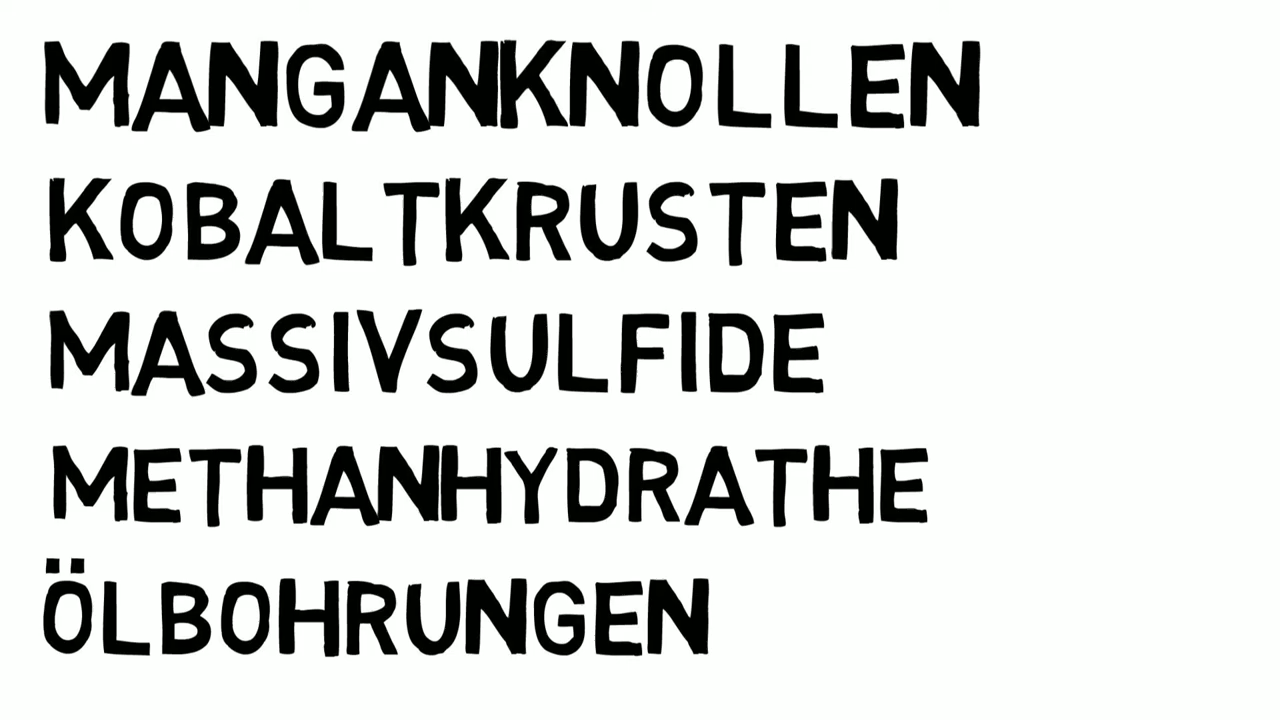 MANGANKNOLLEN
KOBALTKRUSTEN
MASSIVSULFIDE
METHANHYDRATHE
ÖLBOHRUNGEN